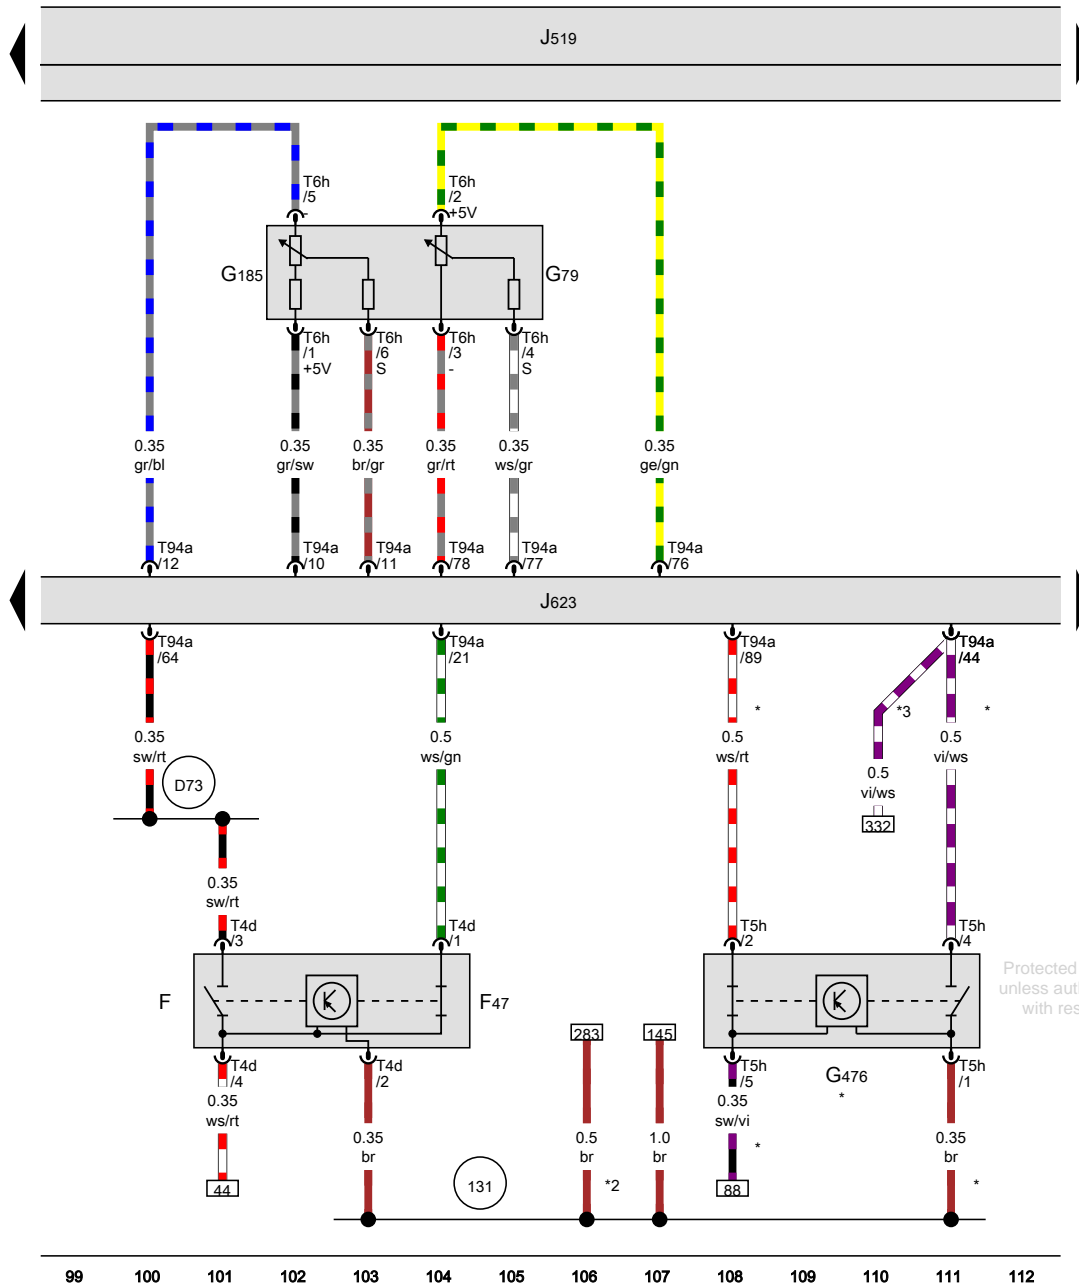 J519
T6h
/5
-
T6h
/2
+5V
G185
G79
T6h
/1
+5V
T6h
/6
S
T6h
/3
-
T6h
/4
S
0.35
gr/bl
0.35
gr/sw
0.35
br/gr
0.35
gr/rt
0.35
ws/gr
0.35
ge/gn
T94a
/12
T94a
/10
T94a
/11
T94a
/78
T94a
/77
T94a
/76
J623
T94a
/64
T94a
/21
T94a
/89
T94a
/44
*
*3
*
0.35
sw/rt
0.5
ws/gn
0.5
ws/rt
0.5
vi/ws
D73
0.5
vi/ws
332
0.35
sw/rt
T4d
/3
T4d
/1
T5h
/2
T5h
/4
Protected
unless aut
with res
F
F47
283
145
T4d
/4
T4d
/2
T5h
/5
G476
*
T5h
/1
0.35
ws/rt
0.35
sw/vi
*
0.35
br
0.5
br
1.0
br
0.35
br
44
131
*2
88
*
99 100 101 102 103 104 105 106 107 108 109 110 111 112